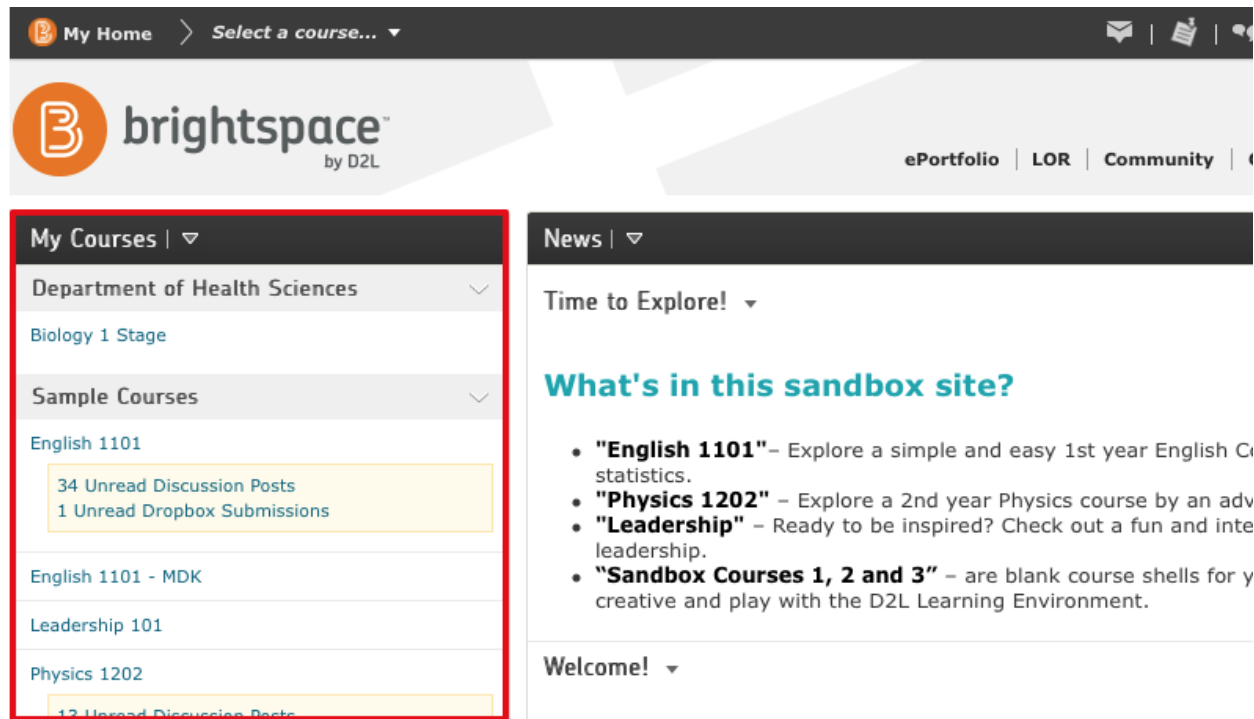 My Home Select a course...
brightspace™
by D2L
ePortfolio | LOR | Community |
My Courses |
Department of Health Sciences
Biology 1 Stage
Sample Courses
English 1101
34 Unread Discussion Posts
1 Unread Dropbox Submissions
English 1101 - MDK
Leadership 101
Physics 1202
13 Unread Discussion Posts
News |
Time to Explore!
What's in this sandbox site?
• "English 1101"– Explore a simple and easy 1st year English
statistics.
• "Physics 1202" – Explore a 2nd year Physics course by an
• "Leadership" – Ready to be inspired? Check out a fun and
leadership.
• “Sandbox Courses 1, 2 and 3” – are blank course shells for
creative and play with the D2L Learning Environment.
Welcome!